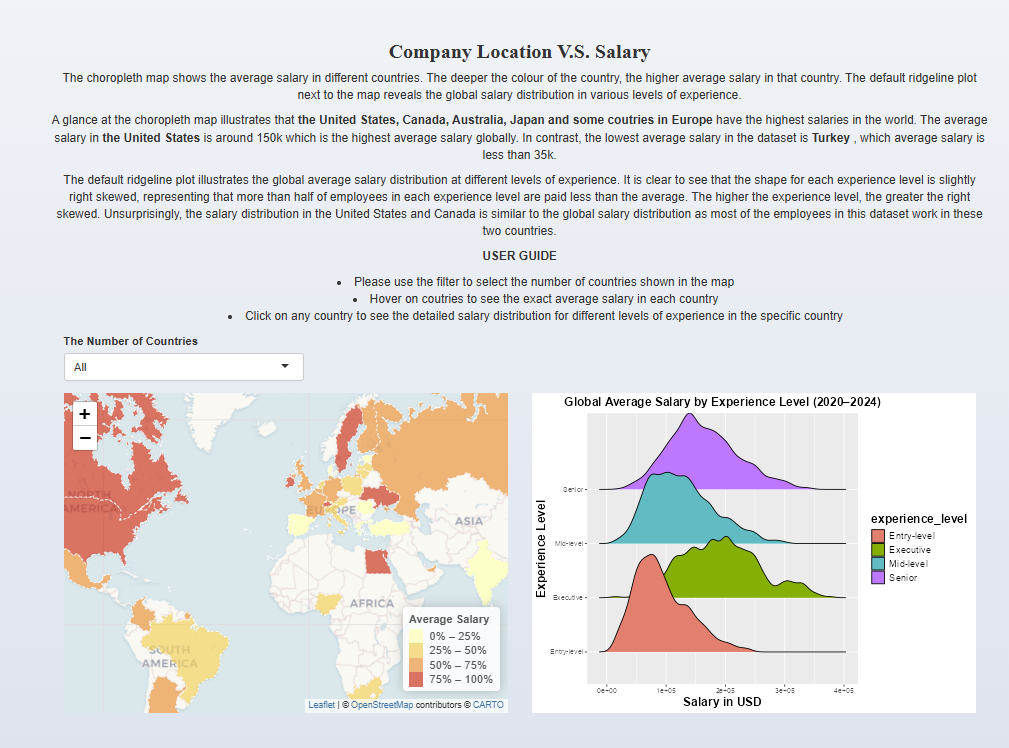 Company Location V.S. Salary
The choropleth map shows the average salary in different countries. The deeper the colour of the country, the higher average salary in that country. The default ridgeline plot
next to the map reveals the global salary distribution in various levels of experience.
A glance at the choropleth map illustrates that the United States, Canada, Australia, Japan and some coutries in Europe have the highest salaries in the world. The average
salary in the United States is around 150k which is the highest average salary globally. In contrast, the lowest average salary in the dataset is Turkey , which average salary is
less than 35k.
The default ridgeline plot illustrates the global average salary distribution at different levels of experience. It is clear to see that the shape for each experience level is slightly
right skewed, representing that more than half of employees in each experience level are paid less than the average. The higher the experience level, the greater the right
skewed. Unsurprisingly, the salary distribution in the United States and Canada is similar to the global salary distribution as most of the employees in this dataset work in these
two countries.
USER GUIDE
• Please use the filter to select the number of countries shown in the map
• Hover on coutries to see the exact average salary in each country
• Click on any country to see the detailed salary distribution for different levels of experience in the specific country
The Number of Countries
All
+
−
NORTH
AMERICA
EUROPE
ASIA
AFRICA
SOUTH
AMERICA
Average Salary
0% – 25%
25% – 50%
50% – 75%
75% – 100%
Leaflet | © OpenStreetMap contributors © CARTO
Global Average Salary by Experience Level (2020–2024)
Experience Level
Senior
Mid-level
Executive
Entry-level
0e+00 1e+05 2e+05 3e+05 4e+05
Salary in USD
experience_level
Entry-level
Executive
Mid-level
Senior